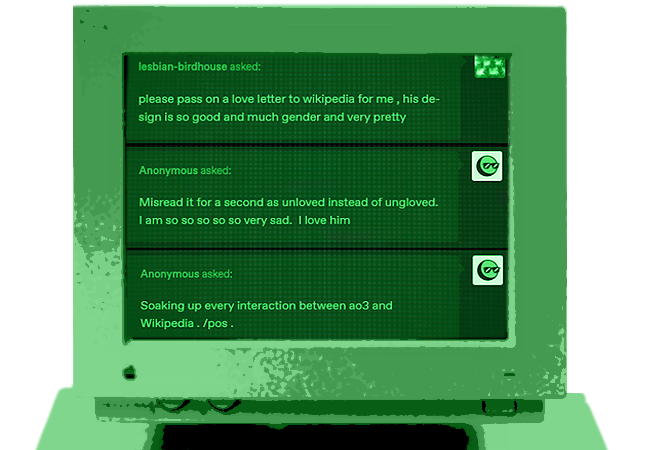 lesbian-birdhouse asked:
please pass on a love letter to wikipedia for me , his de-
sign is so good and much gender and very pretty
Anonymous asked:
Misread it for a second as unloved instead of ungloved.
I am so so so so so very sad.  I love him
Anonymous asked:
Soaking up every interaction between ao3 and
Wikipedia . /pos .